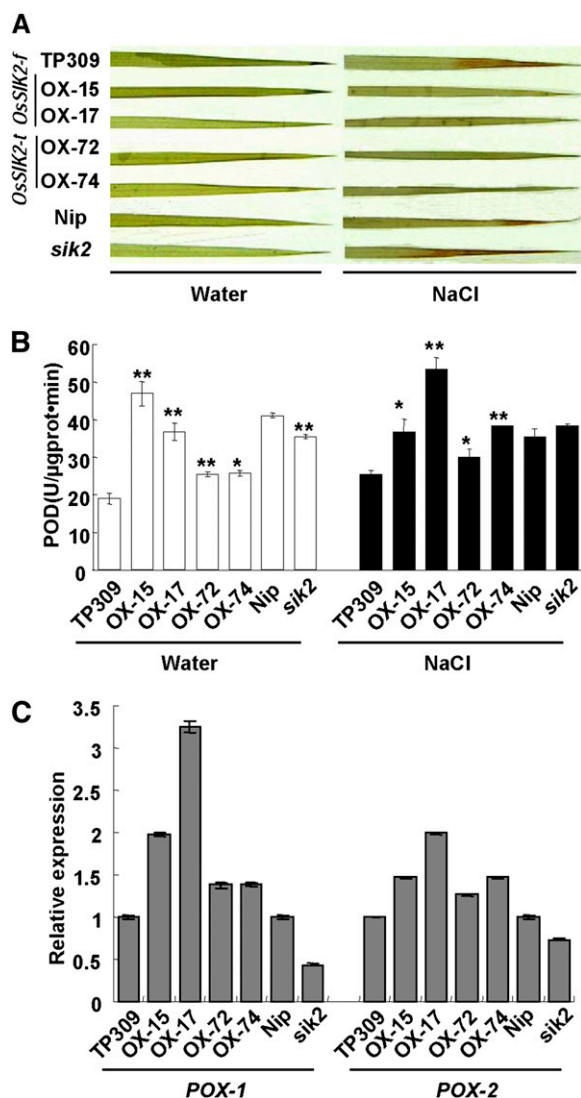 A
OsSIK2-f
OsSIK2-t
TP309
OX-15
OX-17
OX-72
OX-74
Nip
sik2
Water
NaCl
B
POD(U/μgprot•min)
60
50
40
30
20
10
0
**
**
**
*
**
*
**
*
**
TP309
OX-15
OX-17
OX-72
OX-74
Nip
sik2
TP309
OX-15
OX-17
OX-72
OX-74
Nip
sik2
Water
NaCl
C
Relative expression
3.5
3
2.5
2
1.5
1
0.5
0
TP309
OX-15
OX-17
OX-72
OX-74
Nip
sik2
TP309
OX-15
OX-17
OX-72
OX-74
Nip
sik2
POX-1
POX-2